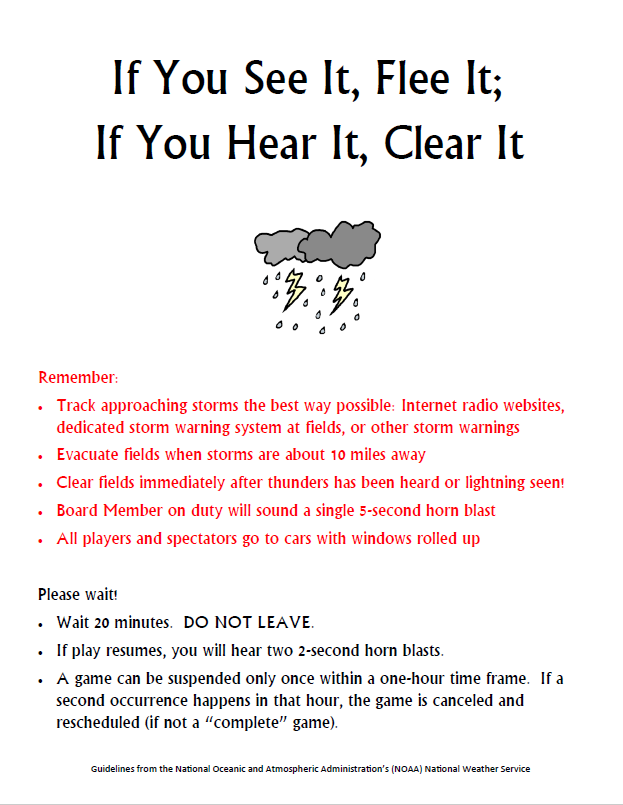 If You See It, Flee It;
If You Hear It, Clear It
Remember:
• Track approaching storms the best way possible: Internet radio websites,
dedicated storm warning system at fields, or other storm warnings
• Evacuate fields when storms are about 10 miles away
• Clear fields immediately after thunders has been heard or lightning seen!
• Board Member on duty will sound a single 5-second horn blast
• All players and spectators go to cars with windows rolled up
Please wait!
• Wait 20 minutes.  DO NOT LEAVE.
• If play resumes, you will hear two 2-second horn blasts.
• A game can be suspended only once within a one-hour time frame.  If a
second occurrence happens in that hour, the game is canceled and
rescheduled (if not a “complete” game).
Guidelines from the National Oceanic and Atmospheric Administration’s (NOAA) National Weather Service